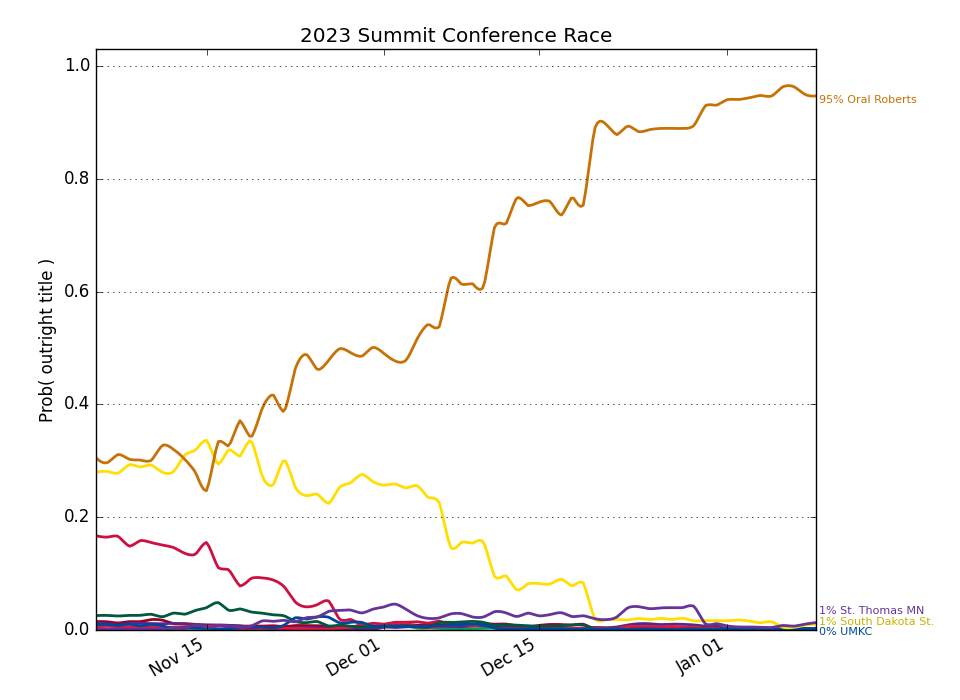 2023 Summit Conference Race
Prob( outright title )
1.0
0.8
0.6
0.4
0.2
0.0
Nov 15
Dec 01
Dec 15
Jan 01
95% Oral Roberts
1% St. Thomas MN
1% South Dakota St.
0% UMKC